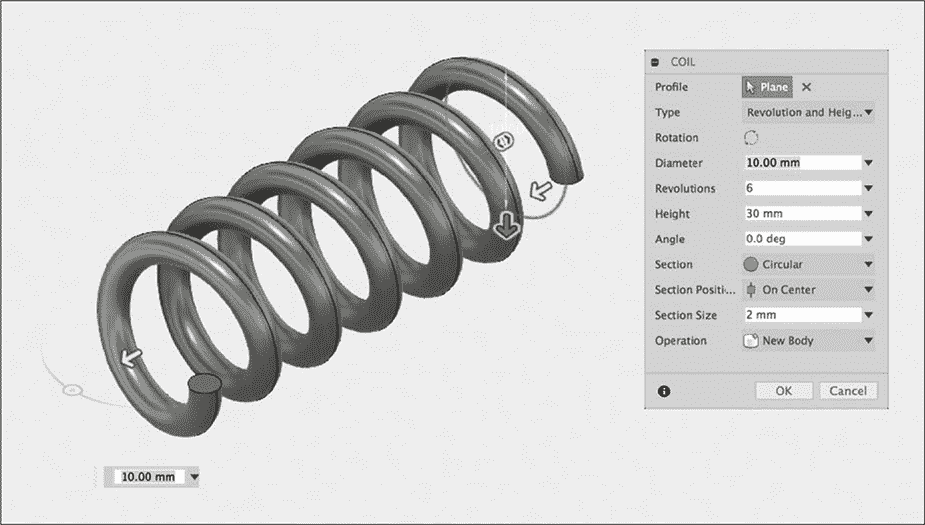 COIL
Profile Plane
Type Revolution and Heig...
Rotation
Diameter 10.00 mm
Revolutions 6
Height 30 mm
Angle 0.0 deg
Section Circular
Section Positi... On Center
Section Size 2 mm
Operation New Body
OK Cancel
10.00 mm